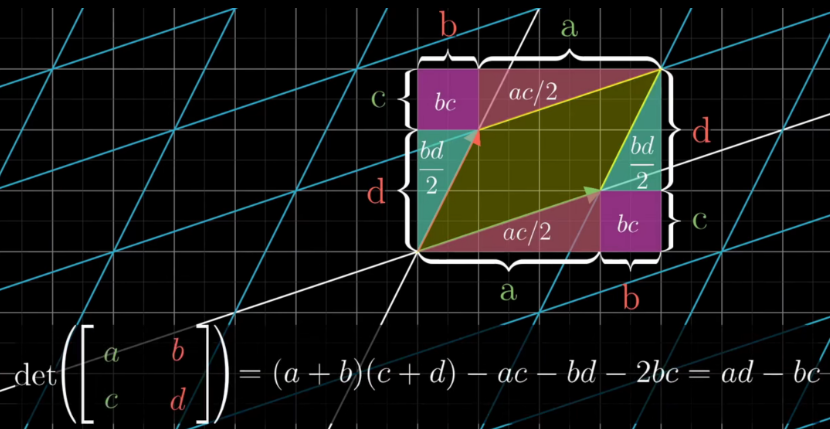 b a
c bc ac/2
d bd/2 bd/2 d
ac/2 bc c
a b
det([a b c d]) = (a + b)(c + d) − ac − bd − 2bc = ad − bc